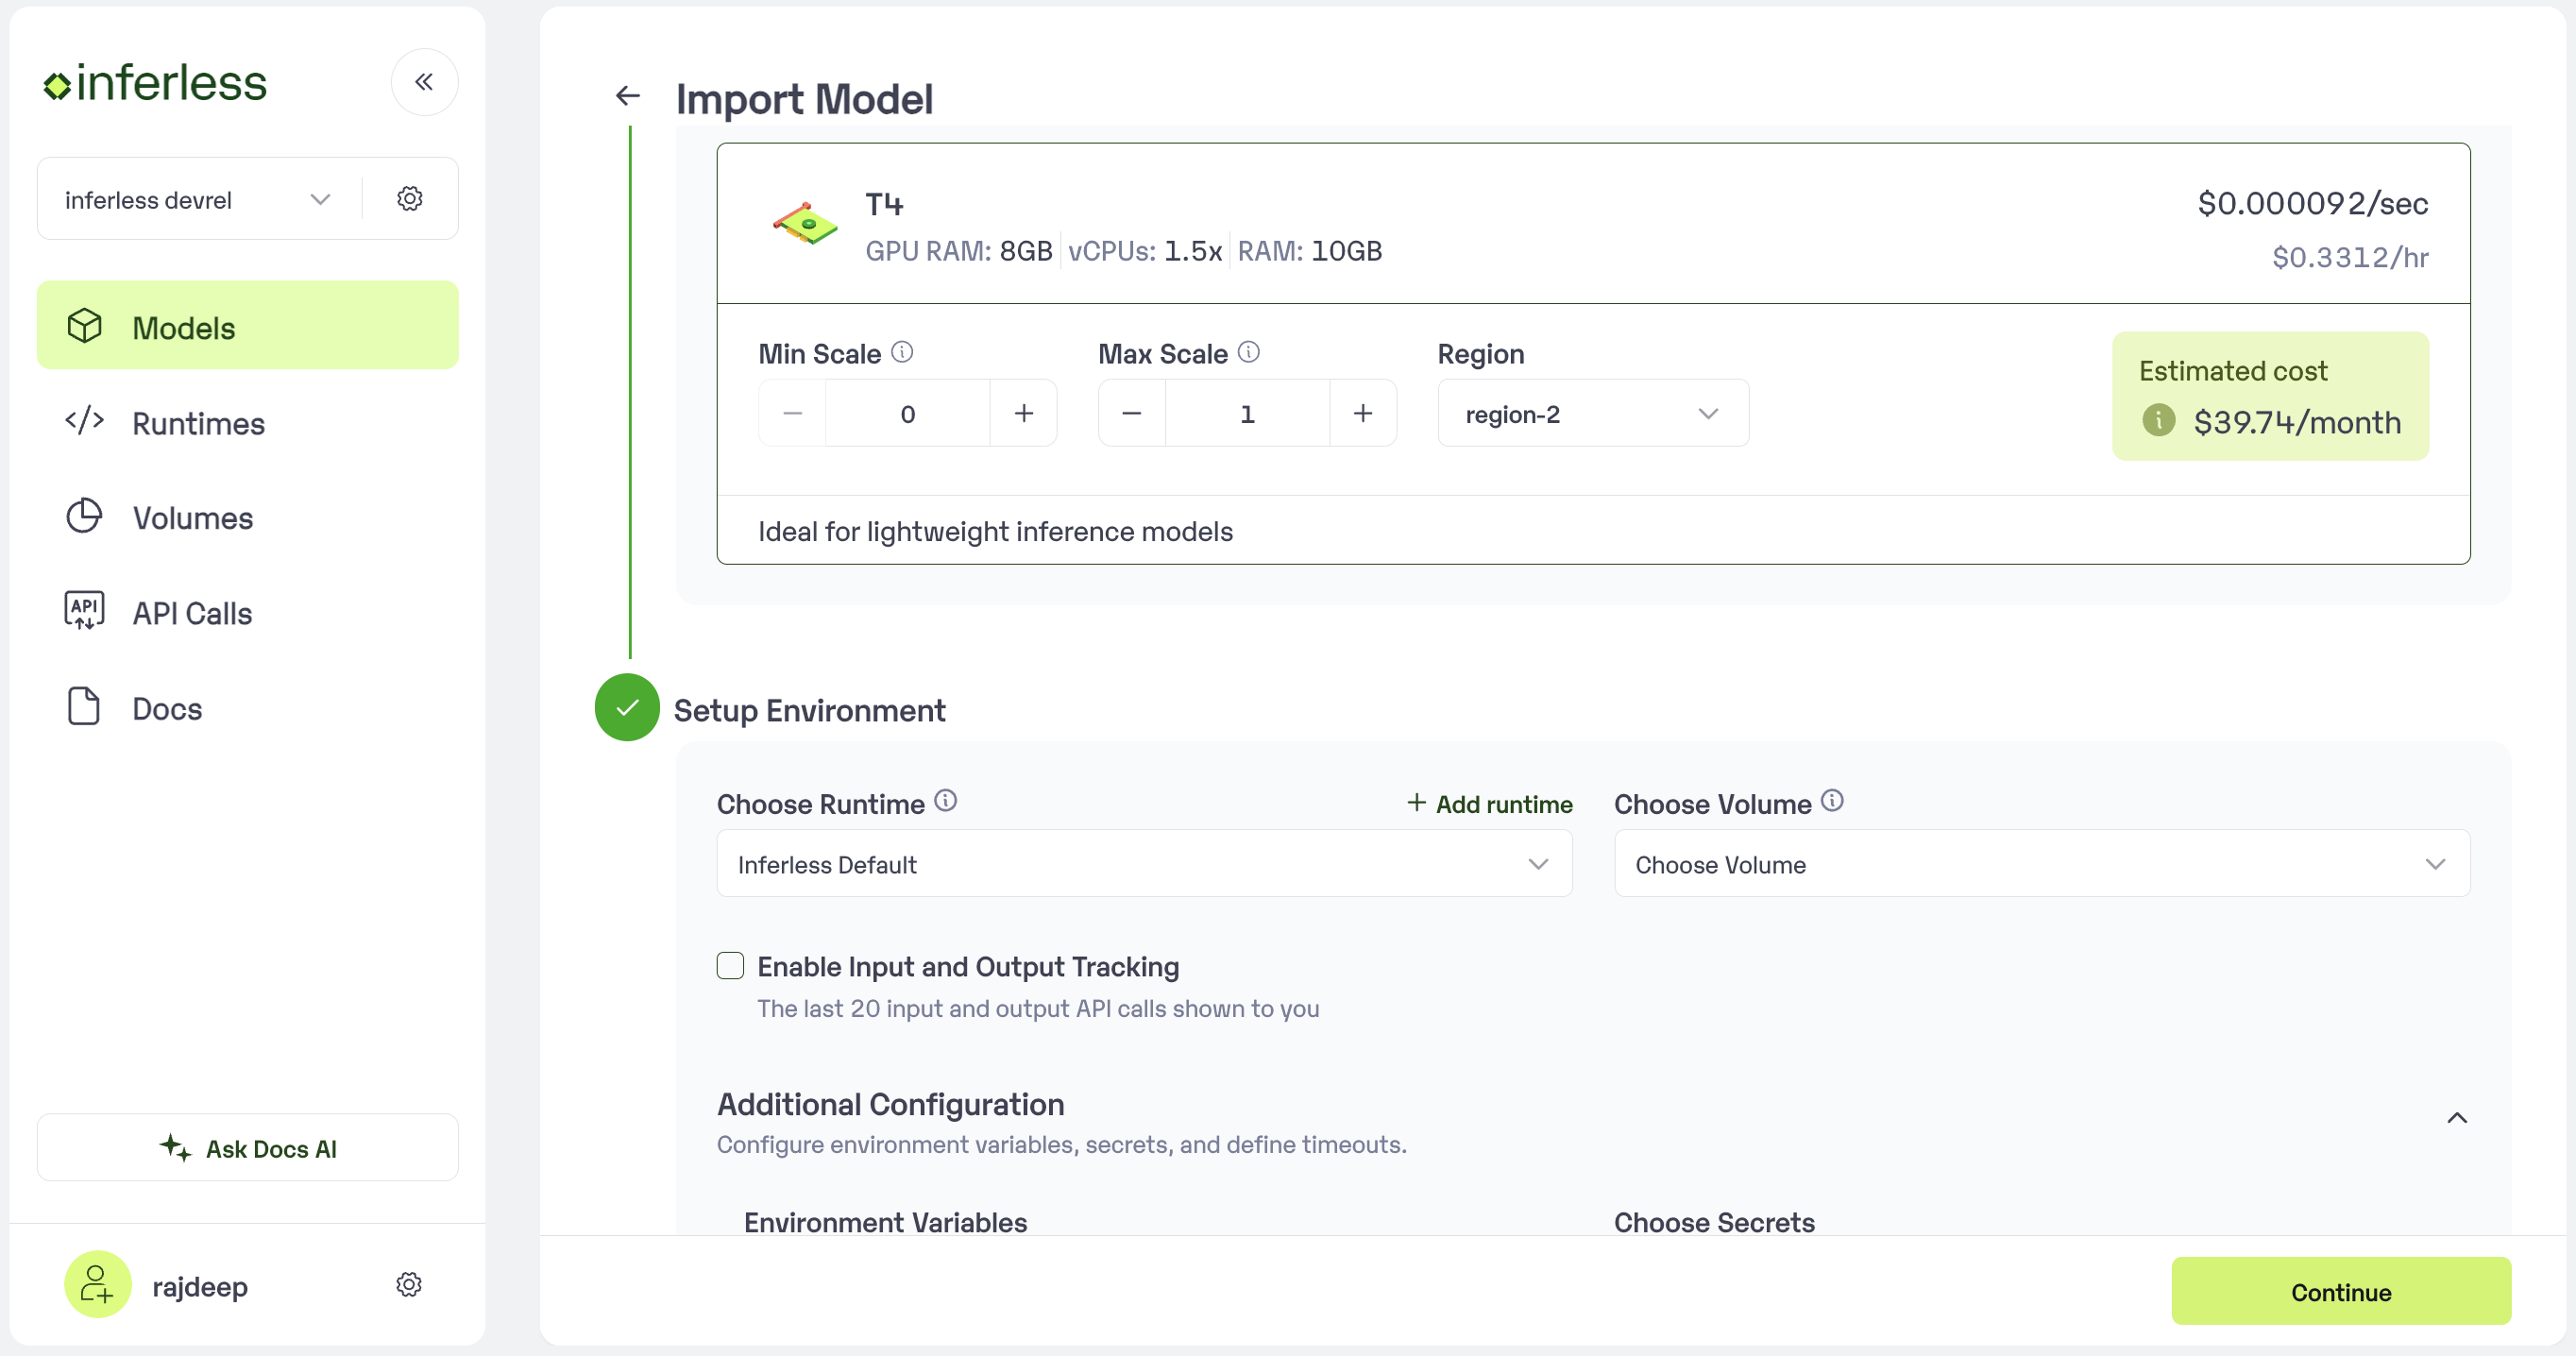 inferless
inferless devrel
Models
Runtimes
Volumes
API
API Calls
Docs
Ask Docs AI
rajdeep
Import Model
T4
GPU RAM: 8GB vCPUs: 1.5x RAM: 10GB
$0.000092/sec
$0.3312/hr
Min Scale
0
Max Scale
1
Region
region-2
Estimated cost
$39.74/month
Ideal for lightweight inference models
Setup Environment
Choose Runtime
+ Add runtime
Inferless Default
Choose Volume
Choose Volume
Enable Input and Output Tracking
The last 20 input and output API calls shown to you
Additional Configuration
Configure environment variables, secrets, and define timeouts.
Environment Variables
Choose Secrets
Continue